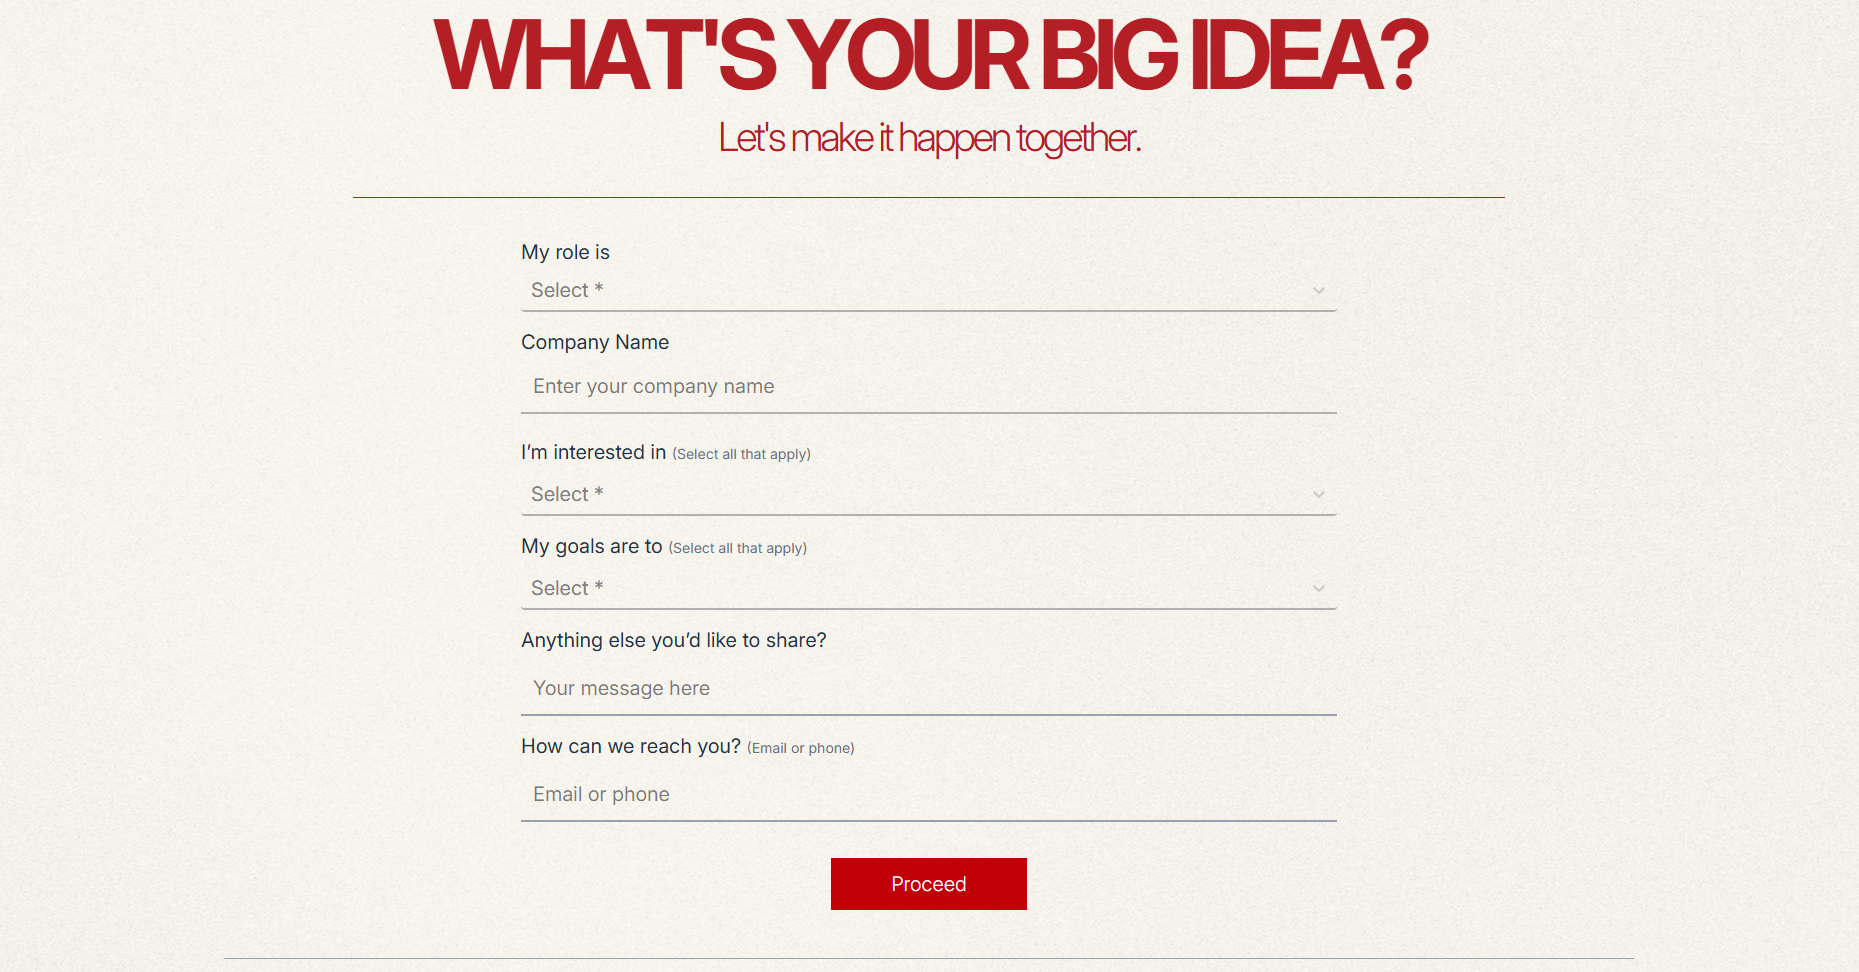 WHAT'S YOUR BIG IDEA?
Let's make it happen together.
My role is
Select *
Company Name
Enter your company name
I’m interested in (Select all that apply)
Select *
My goals are to (Select all that apply)
Select *
Anything else you’d like to share?
Your message here
How can we reach you? (Email or phone)
Email or phone
Proceed